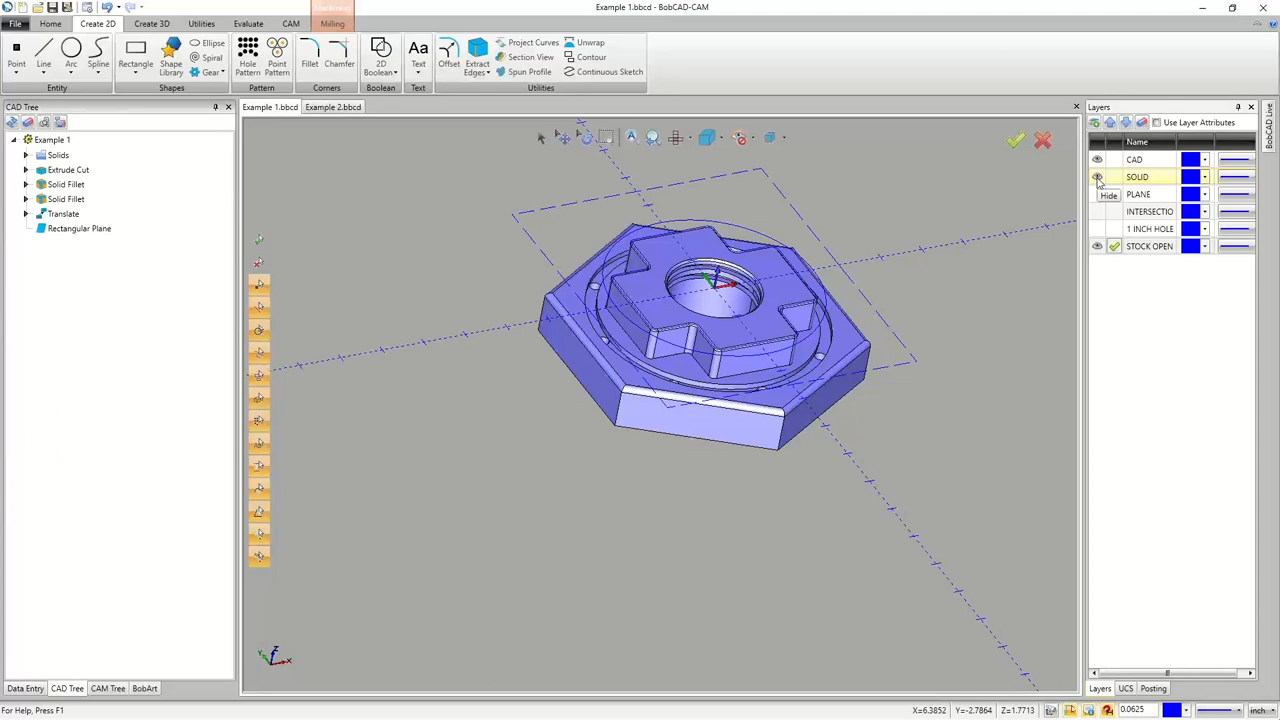 Example 1.bbcd - BobCAD-CAM
File Home Create 2D Create 3D Utilities Evaluate CAM Milling
Point Line Arc Spline Rectangle Shape Library Ellipse Spiral Gear Hole Pattern Point Pattern Fillet Chamfer 2D Boolean Text Offset Extract Edges Project Curves Section View Spun Profile Unwrap Contour Continuous Sketch
Entity Shapes Pattern Corners Boolean Text Utilities
CAD Tree
Example 1.bbcd Example 2.bbcd
Layers
Use Layer Attributes
BobCAD Live
Example 1
Solids
Extrude Cut
Solid Fillet
Solid Fillet
Translate
Rectangular Plane
Name
CAD
SOLID
Hide
PLANE
INTERSECTIO
1 INCH HOLE
STOCK OPEN
Z
Y
X
Data Entry CAD Tree CAM Tree BobArt
Layers UCS Posting
For Help, Press F1
X=6.3852 Y=-2.7864 Z=1.7713 0.0625 inch